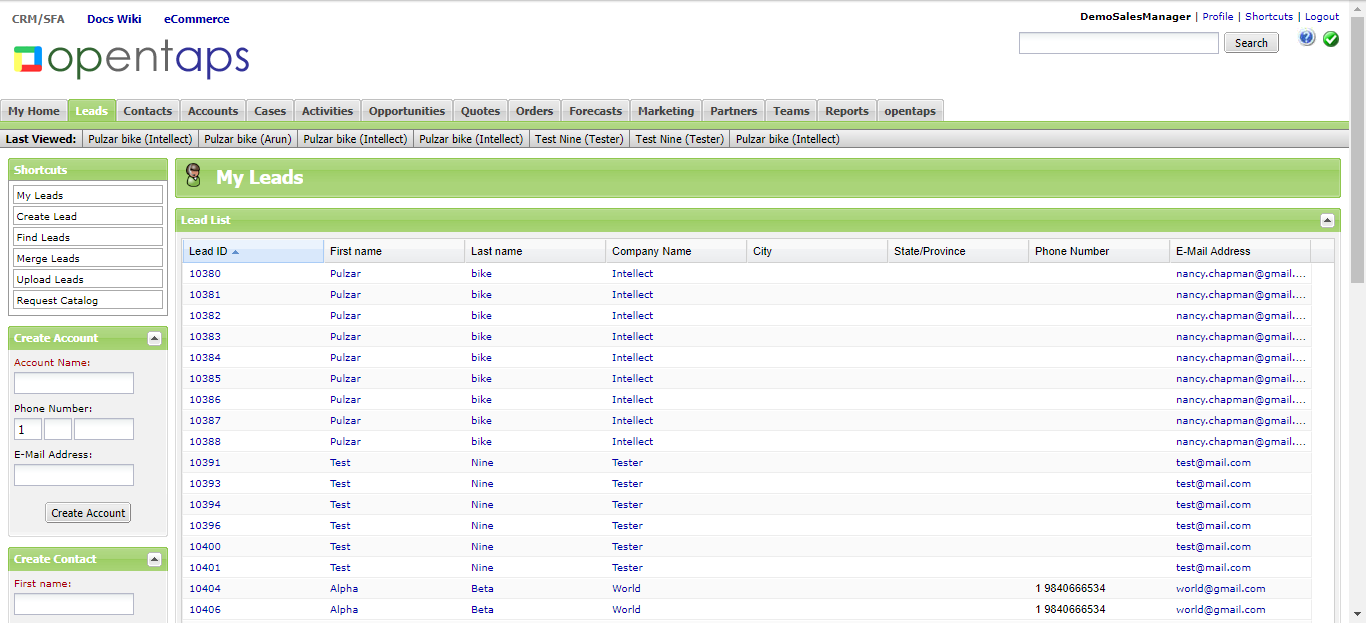 CRM/SFA Docs Wiki eCommerce
DemoSalesManager | Profile | Shortcuts | Logout
opentaps
Search
My Home Leads Contacts Accounts Cases Activities Opportunities Quotes Orders Forecasts Marketing Partners Teams Reports opentaps
Last Viewed: Pulzar bike (Intellect) Pulzar bike (Arun) Pulzar bike (Intellect) Pulzar bike (Intellect) Test Nine (Tester) Test Nine (Tester) Pulzar bike (Intellect)
Shortcuts
My Leads
Create Lead
Find Leads
Merge Leads
Upload Leads
Request Catalog
Create Account
Account Name:
Phone Number:
1
E-Mail Address:
Create Account
Create Contact
First name:
My Leads
Lead List
Lead ID First name Last name Company Name City State/Province Phone Number E-Mail Address
10380 Pulzar bike Intellect nancy.chapman@gmail....
10381 Pulzar bike Intellect nancy.chapman@gmail....
10382 Pulzar bike Intellect nancy.chapman@gmail....
10383 Pulzar bike Intellect nancy.chapman@gmail....
10384 Pulzar bike Intellect nancy.chapman@gmail....
10385 Pulzar bike Intellect nancy.chapman@gmail....
10386 Pulzar bike Intellect nancy.chapman@gmail....
10387 Pulzar bike Intellect nancy.chapman@gmail....
10388 Pulzar bike Intellect nancy.chapman@gmail....
10391 Test Nine Tester test@mail.com
10393 Test Nine Tester test@mail.com
10394 Test Nine Tester test@mail.com
10396 Test Nine Tester test@mail.com
10400 Test Nine Tester test@mail.com
10401 Test Nine Tester test@mail.com
10404 Alpha Beta World 1 9840666534 world@gmail.com
10406 Alpha Beta World 1 9840666534 world@gmail.com